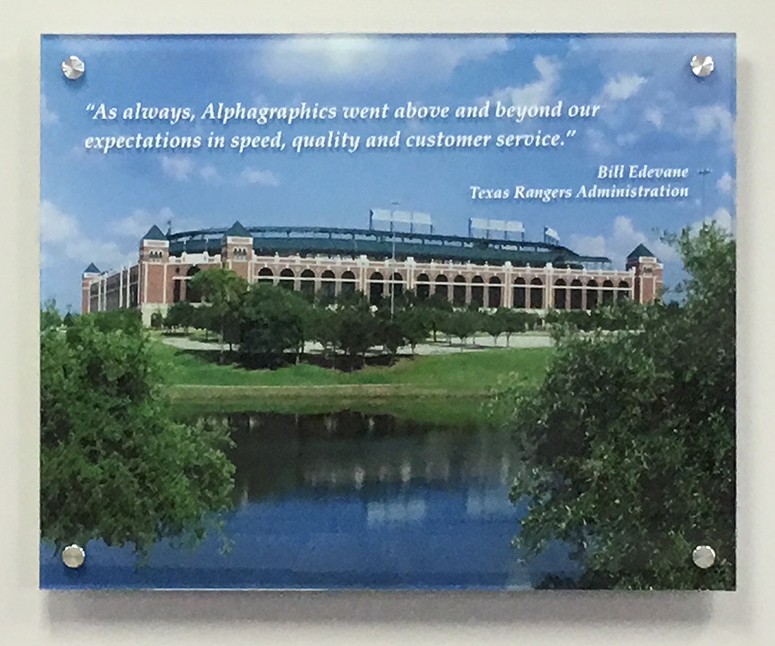 “As always, Alphagraphics went above and beyond our
expectations in speed, quality and customer service.”
Bill Edevane
Texas Rangers Administration